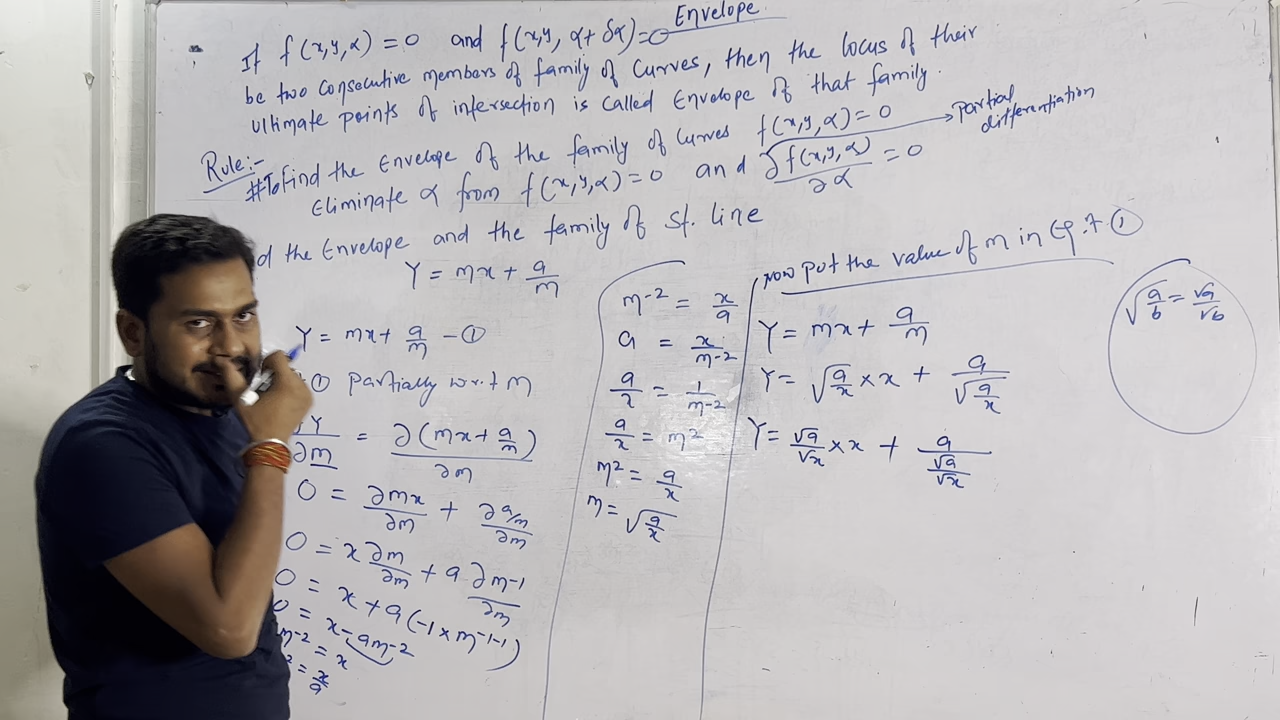 Envelope
If f(x,y,α) = 0 and f(x,y, α+δα)=0
be two consecutive members of family of curves, then the locus of their
ultimate points of intersection is called Envelope of that family.
Rule:-
#To find the Envelope of the family of curves f(x,y,α) = 0
Eliminate α from f(x,y,α)=0 and ∂f(x,y,α)/∂α = 0
→ partial differentiation
d the Envelope and the family of st. line
Y = mx + a/m
Y = mx + a/m - ①
① partially w.r.t m
Y/∂m = ∂(mx + a/m)/∂m
0 = ∂mx/∂m + ∂a/m/∂m
0 = x ∂m/∂m + a ∂m-1/∂m
0 = x + a(-1 × m-1-1)
0 = x - am-2
m-2 = x
2 = x/a
m-2 = x/a
a = x/m-2
a/x = 1/m-2
a/x = m²
m² = a/x
m = √a/x
now put the value of m in eq.t ①
Y = mx + a/m
Y = √a/x × x + a/√a/x
Y = √a/√x × x + a/√a/√x
√a/b = √a/√b